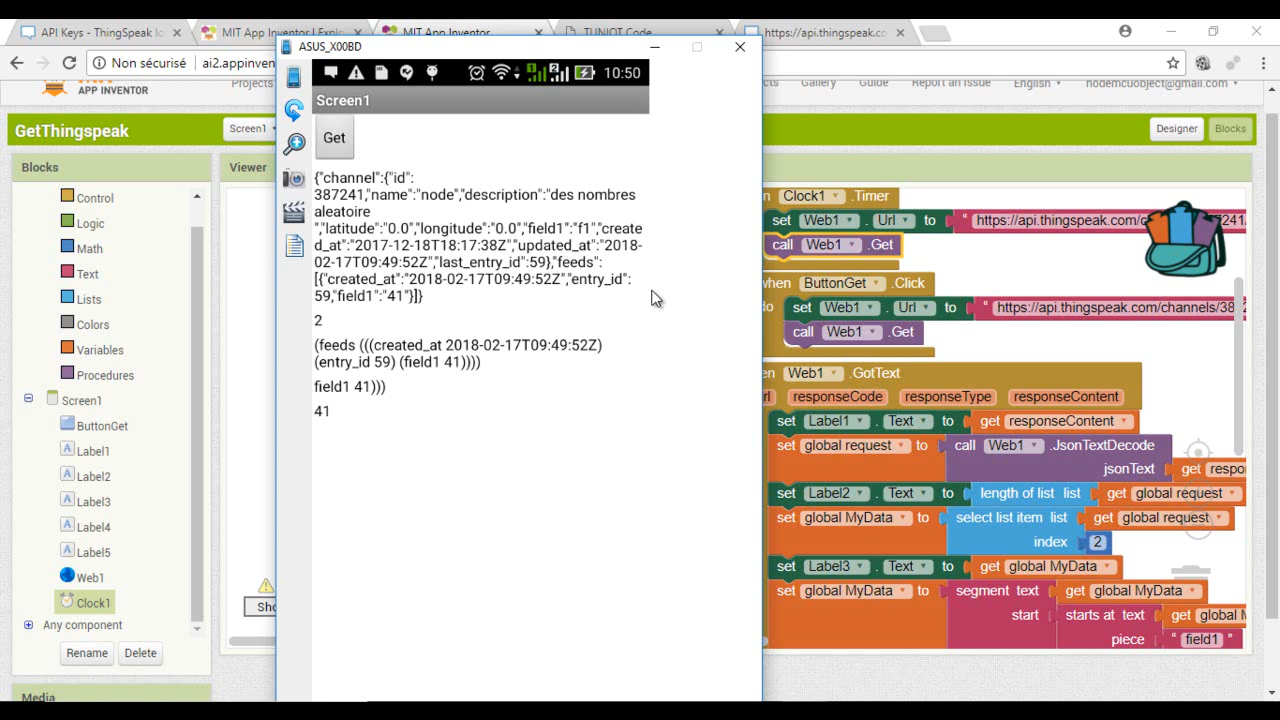 API Keys - ThingSpeak Io
MIT App Inventor | Explo
MIT App Inventor
TUNIOT Code
https://api.thingspeak.co
Non sécurisé
ai2.appinven
APP INVENTOR
Projects
Gallery
Guide
Report an Issue
English
nodemcuobject@gmail.com
GetThingspeak
Screen1
Designer
Blocks
Blocks
Viewer
Control
Logic
Math
Text
Lists
Colors
Variables
Procedures
Screen1
ButtonGet
Label1
Label2
Label3
Label4
Label5
Web1
Clock1
Any component
Rename
Delete
Media
ASUS_X00BD
10:50
Screen1
Get
{"channel":{"id":
387241,"name":"node","description":"des nombres
aleatoire
","latitude":"0.0","longitude":"0.0","field1":"f1","create
d_at":"2017-12-18T18:17:38Z","updated_at":"2018-
02-17T09:49:52Z","last_entry_id":59},"feeds":
[{"created_at":"2018-02-17T09:49:52Z","entry_id":
59,"field1":"41"}]}
2
(feeds (((created_at 2018-02-17T09:49:52Z)
(entry_id 59) (field1 41))))
field1 41)))
41
Clock1 .Timer
set Web1 . Url to " https://api.thingspeak.com/c
call Web1 .Get
when ButtonGet .Click
do set Web1 . Url to " https://api.thingspeak.com/channels/38
call Web1 .Get
Web1 .GotText
responseCode responseType responseContent
set Label1 . Text to get responseContent
set global request to call Web1 .JsonTextDecode
jsonText get respo
set Label2 . Text to length of list list get global request
set global MyData to select list item list get global request
index 2
set Label3 . Text to get global MyData
set global MyData to segment text get global MyData
start starts at text get global M
piece " field1 "
Sho